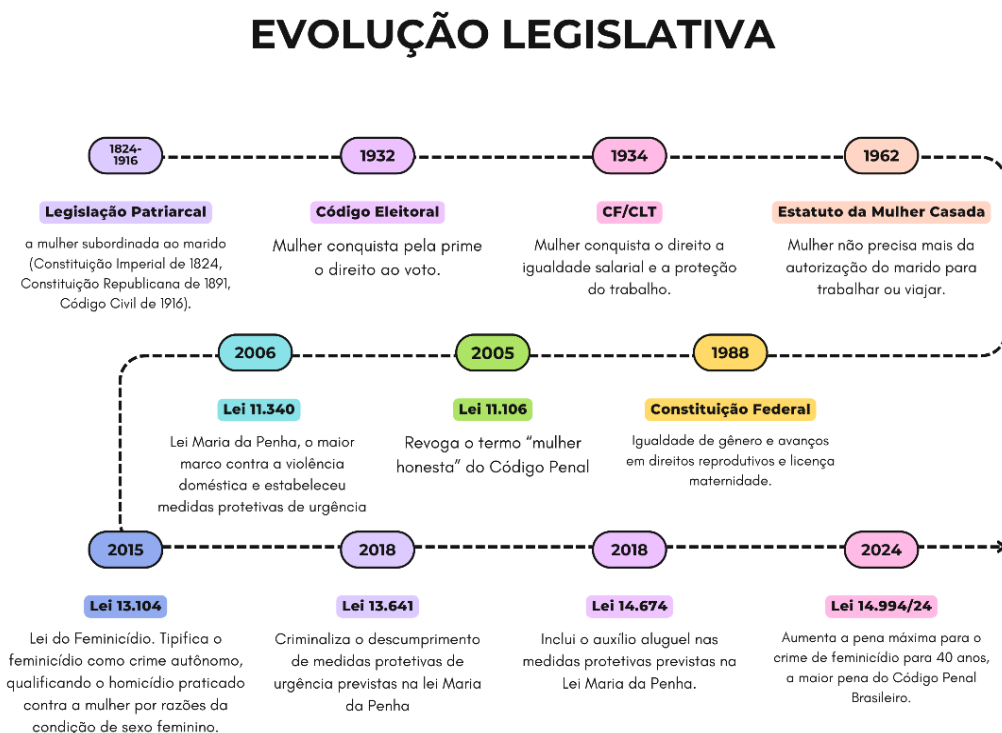 EVOLUÇÃO LEGISLATIVA
1824-
1916
Legislação Patriarcal
a mulher subordinada ao marido
(Constituição Imperial de 1824,
Constituição Republicana de 1891,
Código Civil de 1916).
1932
Código Eleitoral
Mulher conquista pela prime
o direito ao voto.
1934
CF/CLT
Mulher conquista o direito a
igualdade salarial e a proteção
do trabalho.
1962
Estatuto da Mulher Casada
Mulher não precisa mais da
autorização do marido para
trabalhar ou viajar.
1988
Constituição Federal
Igualdade de gênero e avanços
em direitos reprodutivos e licença
maternidade.
2005
Lei 11.106
Revoga o termo “mulher
honesta” do Código Penal
2006
Lei 11.340
Lei Maria da Penha, o maior
marco contra a violência
doméstica e estabeleceu
medidas protetivas de urgência
2015
Lei 13.104
Lei do Feminicídio. Tipifica o
feminicídio como crime autônomo,
qualificando o homicídio praticado
contra a mulher por razões da
condição de sexo feminino.
2018
Lei 13.641
Criminaliza o descumprimento
de medidas protetivas de
urgência previstas na lei Maria
da Penha
2018
Lei 14.674
Inclui o auxílio aluguel nas
medidas protetivas previstas na
Lei Maria da Penha.
2024
Lei 14.994/24
Aumenta a pena máxima para o
crime de feminicídio para 40 anos,
a maior pena do Código Penal
Brasileiro.